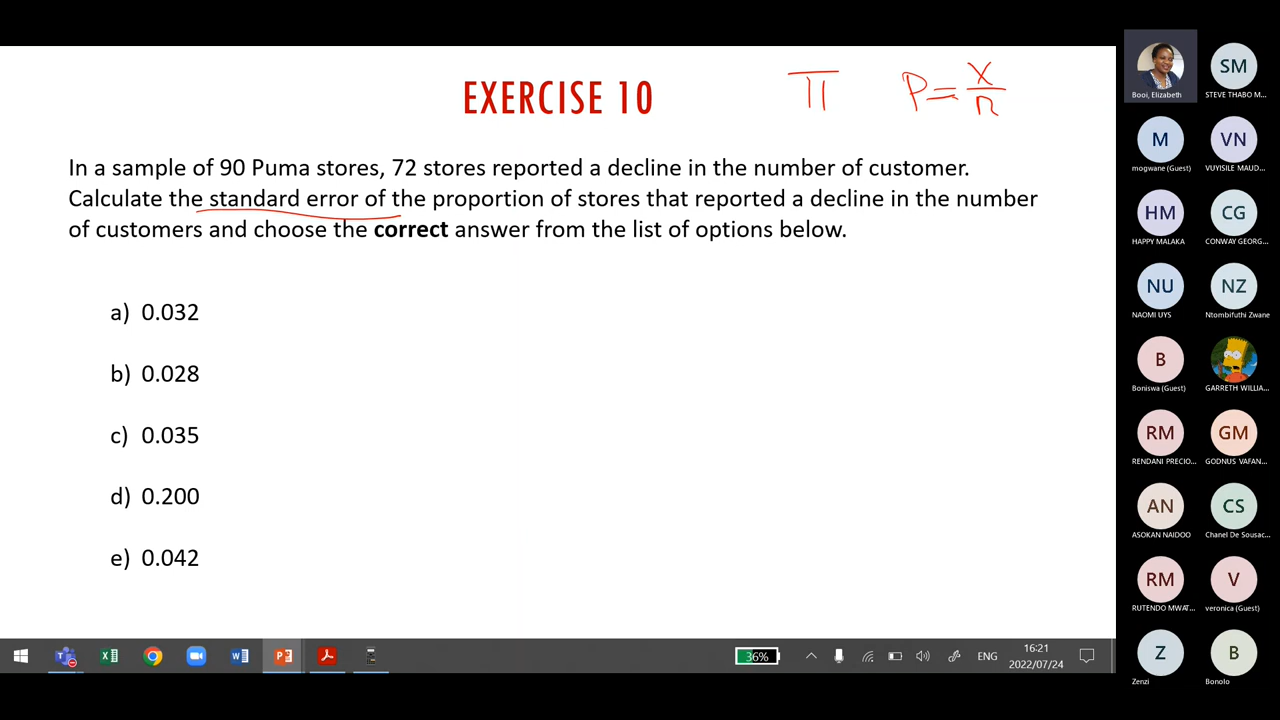 EXERCISE 10
π P = x/n
In a sample of 90 Puma stores, 72 stores reported a decline in the number of customer.
Calculate the standard error of the proportion of stores that reported a decline in the number
of customers and choose the correct answer from the list of options below.
a) 0.032
b) 0.028
c) 0.035
d) 0.200
e) 0.042
Booi, Elizabeth
SM
STEVE THABO M...
M
mogwane (Guest)
VN
VUYISILE MAUD...
HM
HAPPY MALAKA
CG
CONWAY GEORG...
NU
NAOMI UYS
NZ
Ntombifuthi Zwane
B
Boniswa (Guest)
GARRETH WILLIA...
RM
RENDANI PRECIO...
GM
GODNUS VAFAN...
AN
ASOKAN NAIDOO
CS
Chanel De Sousac...
RM
RUTENDO MWAT...
V
veronica (Guest)
Z
Zenzi
B
Bonolo
36%
ENG
16:21
2022/07/24